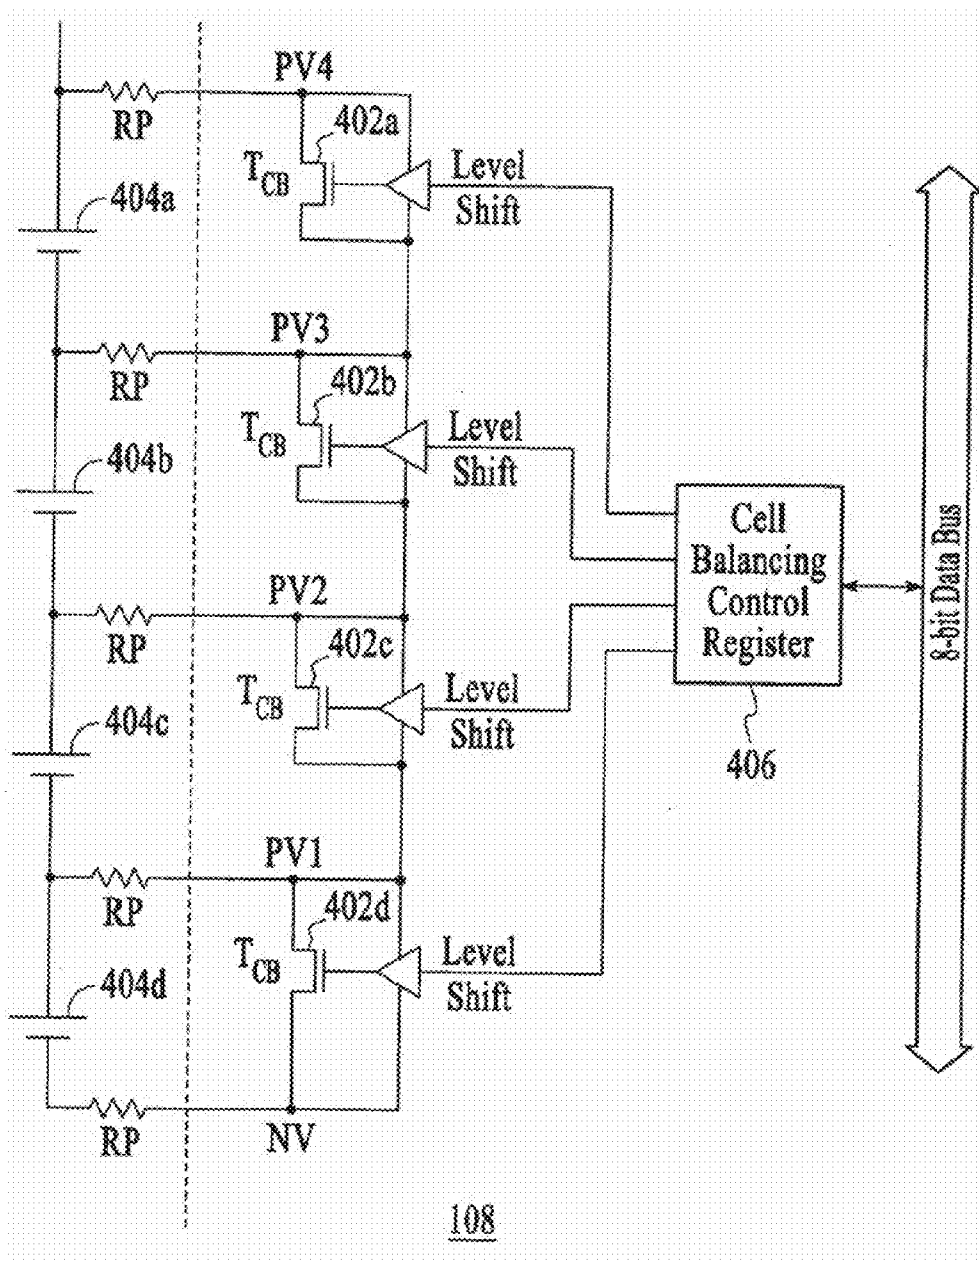 PV4
RP
402a
TCB
Level
Shift
404a
PV3
RP
402b
TCB
Level
Shift
404b
Cell
Balancing
Control
Register
406
8-bit Data Bus
PV2
RP
402c
TCB
Level
Shift
404c
PV1
RP
402d
TCB
Level
Shift
404d
RP
NV
108